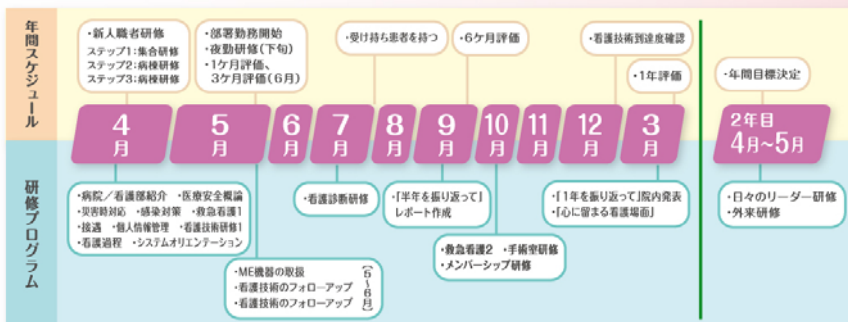 年間スケジュール
・新人職者研修
ステップ1：集合研修
ステップ2：病棟研修
ステップ3：病棟研修
・部署勤務開始
・夜勤研修（下旬）
・1ケ月評価、
3ケ月評価（6月）
・受け持ち患者を持つ
・6ケ月評価
・看護技術到達度確認
・1年評価
・年間目標決定
4月
5月
6月
7月
8月
9月
10月
11月
12月
3月
2年目
4月〜5月
研修プログラム
・病院／看護部紹介 ・医療安全概論
・災害時対応 ・感染対策 ・救急看護1
・接遇 ・個人情報管理 ・看護技術研修1
・看護過程 ・システムオリエンテーション
・ME機器の取扱
・看護技術のフォローアップ
・看護技術のフォローアップ
（5〜6月）
・看護診断研修
・「半年を振り返って」
レポート作成
・救急看護2 ・手術室研修
・メンバーシップ研修
・「1年を振り返って」院内発表
・「心に留まる看護場面」
・日々のリーダー研修
・外来研修